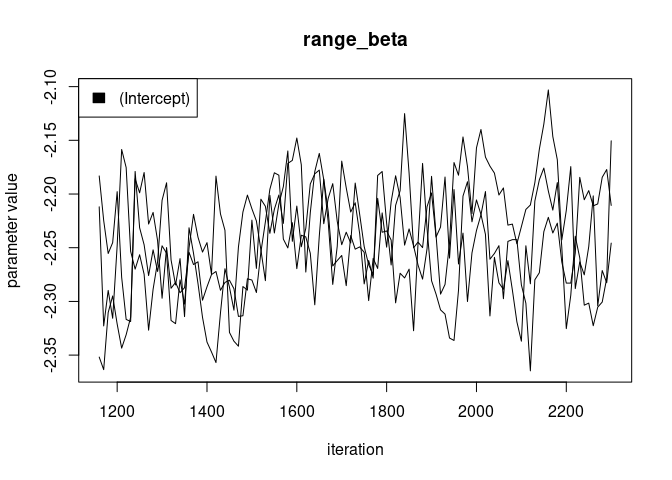 range_beta
(Intercept)
parameter value
-2.10
-2.15
-2.20
-2.25
-2.30
-2.35
1200 1400 1600 1800 2000 2200
iteration